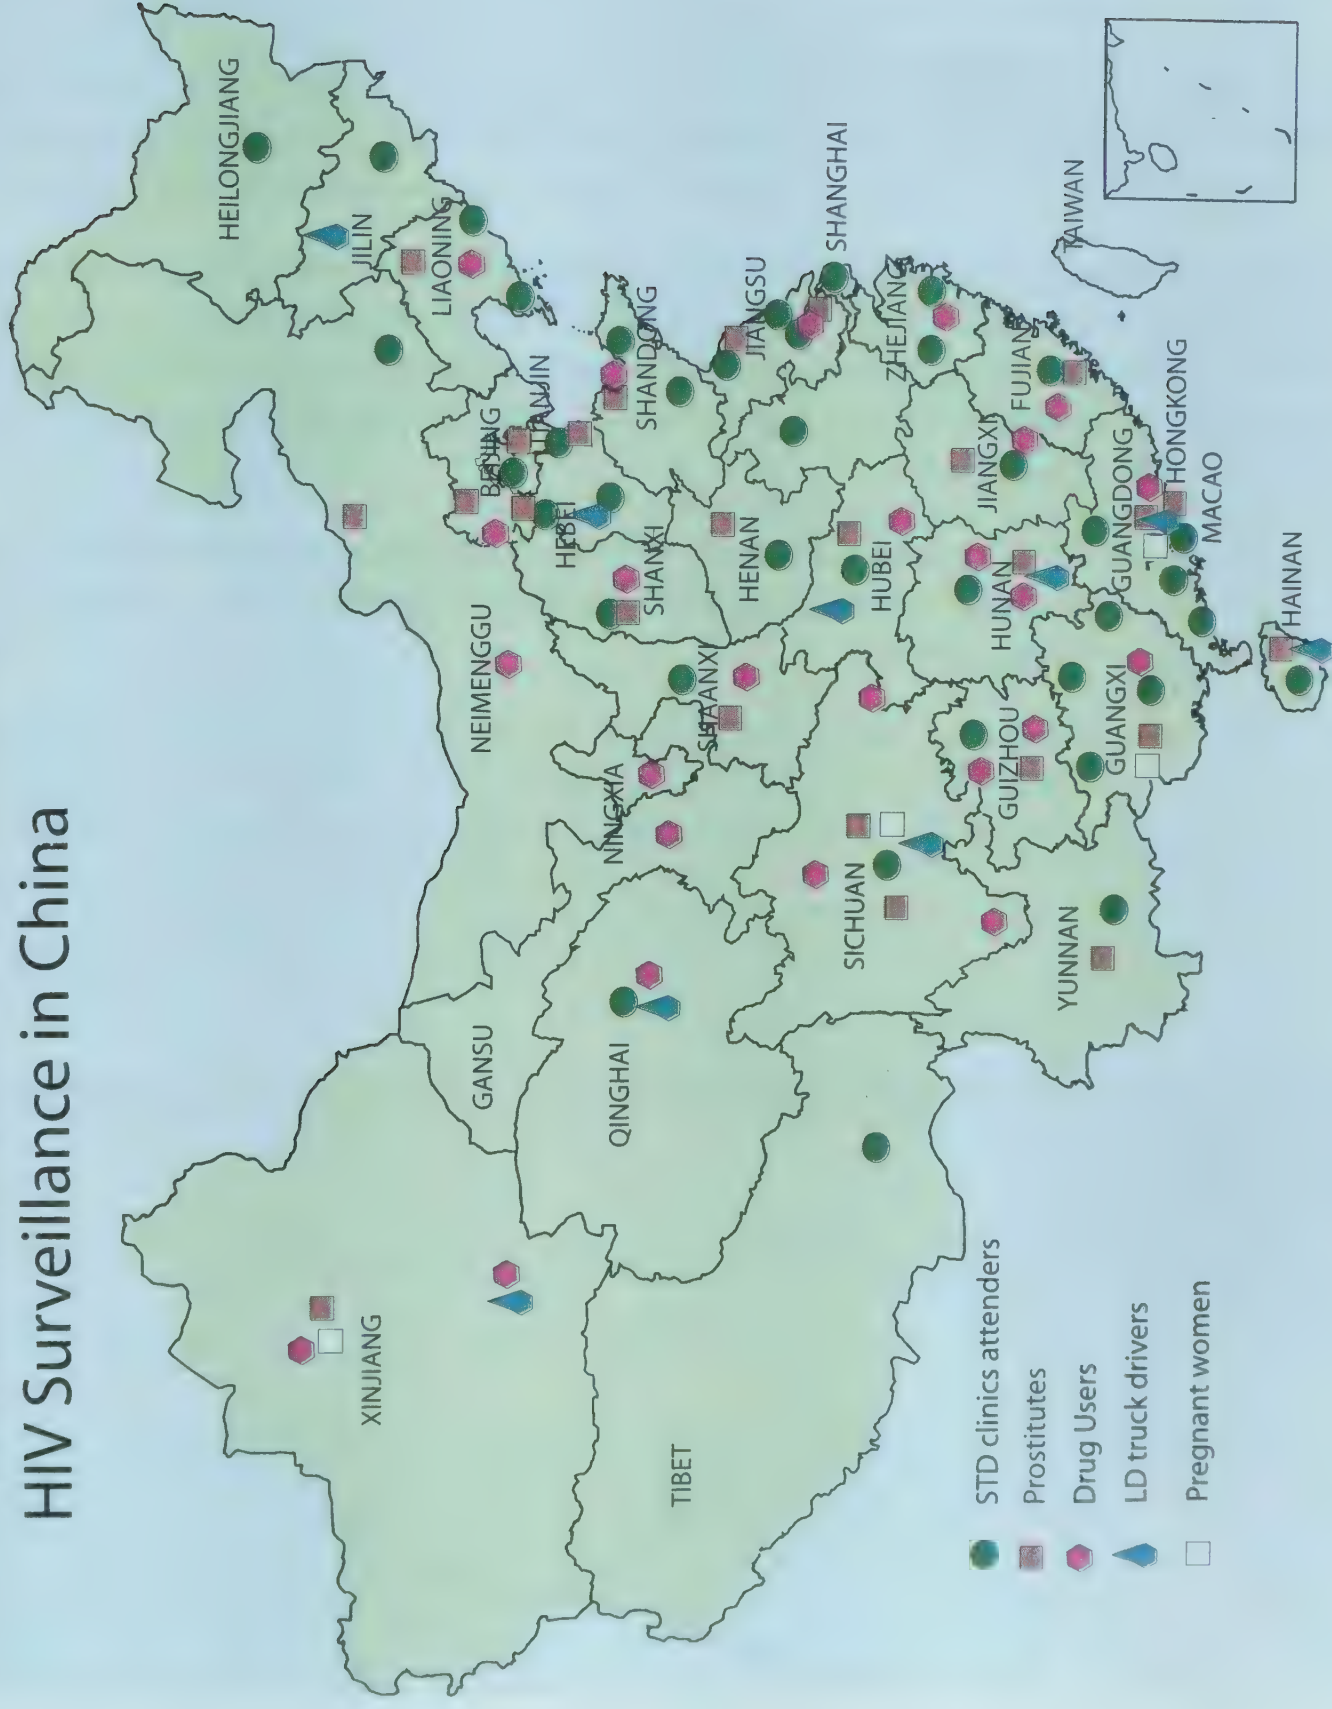 HIV Surveillance in China
HEILONGJIANG
JILIN
LIAONING
NEIMENGGU
BEIJING
TIANJIN
HEBEI
XINJIANG
GANSU
NINGXIA
SHANXI
SHANDONG
QINGHAI
SHAANXI
HENAN
JIANGSU
SHANGHAI
TIBET
SICHUAN
HUBEI
ZHEJIANG
GUIZHOU
HUNAN
JIANGXI
FUJIAN
TAIWAN
YUNNAN
GUANGXI
GUANGDONG
HONGKONG
MACAO
HAINAN
STD clinics attenders
Prostitutes
Drug Users
LD truck drivers
Pregnant women